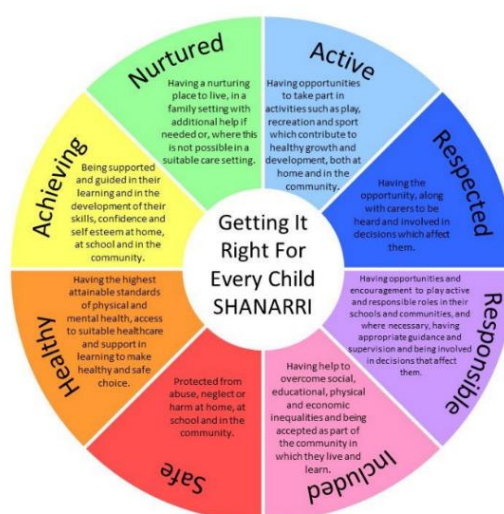 Nurtured
Having a nurturing
place to live, in a
family setting with
additional help if
needed or, where this
is not possible in a
suitable care setting.
Active
Having opportunities
to take part in
activities such as play,
recreation and sport
which contribute to
healthy growth and
development, both at
home and in the
community.
Respected
Having the
opportunity, along
with carers to be
heard and involved in
decisions which affect
them.
Responsible
Having opportunities and
encouragement to play active
and responsible roles in their
schools and communities, and
where necessary, having
appropriate guidance and
supervision and being involved
in decisions that affect
them.
Included
Having help to
overcome social,
educational, physical
and economic
inequalities and being
accepted as part of
the community in
which they live and
learn.
Safe
Protected from
abuse, neglect or
harm at home, at
school and in the
community.
Healthy
Having the highest
attainable standards
of physical and
mental health, access
to suitable healthcare
and support in
learning to make
healthy and safe
choice.
Achieving
Being supported
and guided in their
learning and in the
development of their
skills, confidence and
self esteem at home,
at school and in the
community.
Getting It
Right For
Every Child
SHANARRI